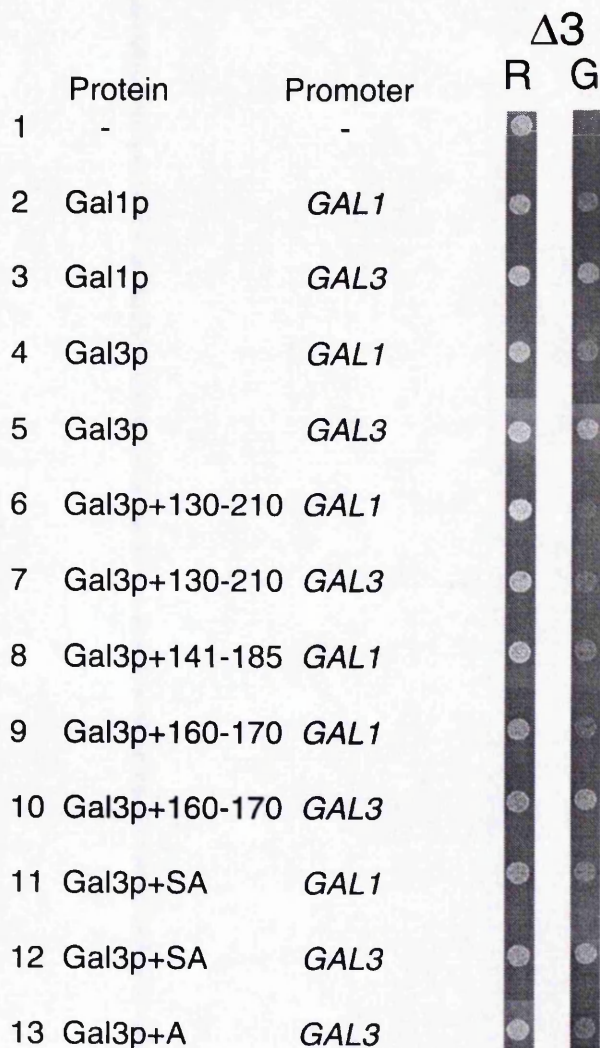 Δ3
Protein Promoter R G
1 - -
2 Gal1p GAL1
3 Gal1p GAL3
4 Gal3p GAL1
5 Gal3p GAL3
6 Gal3p+130-210 GAL1
7 Gal3p+130-210 GAL3
8 Gal3p+141-185 GAL1
9 Gal3p+160-170 GAL1
10 Gal3p+160-170 GAL3
11 Gal3p+SA GAL1
12 Gal3p+SA GAL3
13 Gal3p+A GAL3